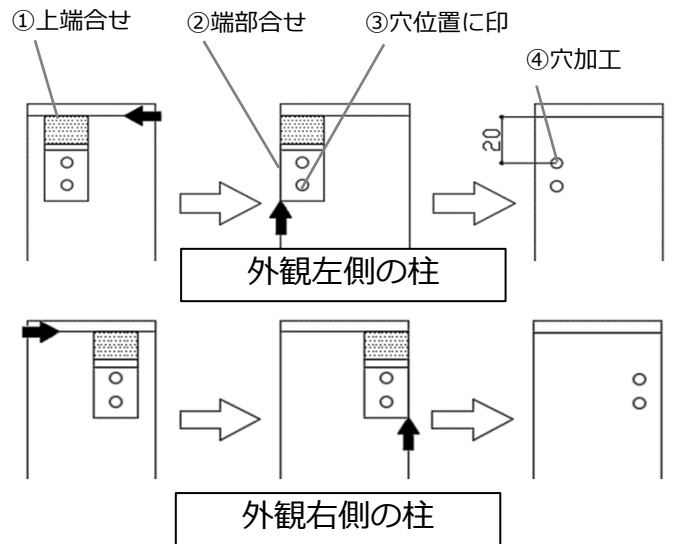 ①上端合せ
②端部合せ
③穴位置に印
④穴加工
20
外観左側の柱
外観右側の柱